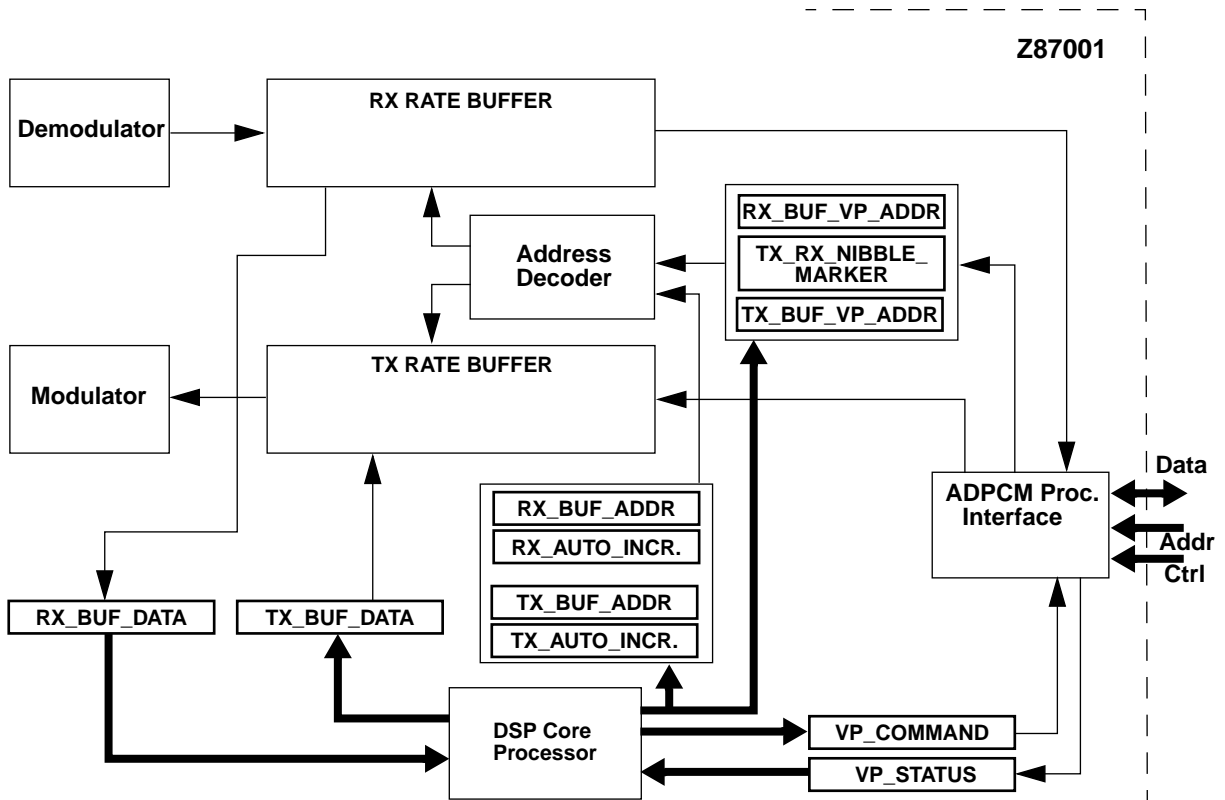 Z87001
RX RATE BUFFER
Demodulator
RX_BUF_VP_ADDR
TX_RX_NIBBLE_
MARKER
TX_BUF_VP_ADDR
Address
Decoder
TX RATE BUFFER
Modulator
Data
ADPCM Proc.
Interface
Addr
Ctrl
RX_BUF_ADDR
RX_AUTO_INCR.
TX_BUF_ADDR
TX_AUTO_INCR.
RX_BUF_DATA
TX_BUF_DATA
DSP Core
Processor
VP_COMMAND
VP_STATUS